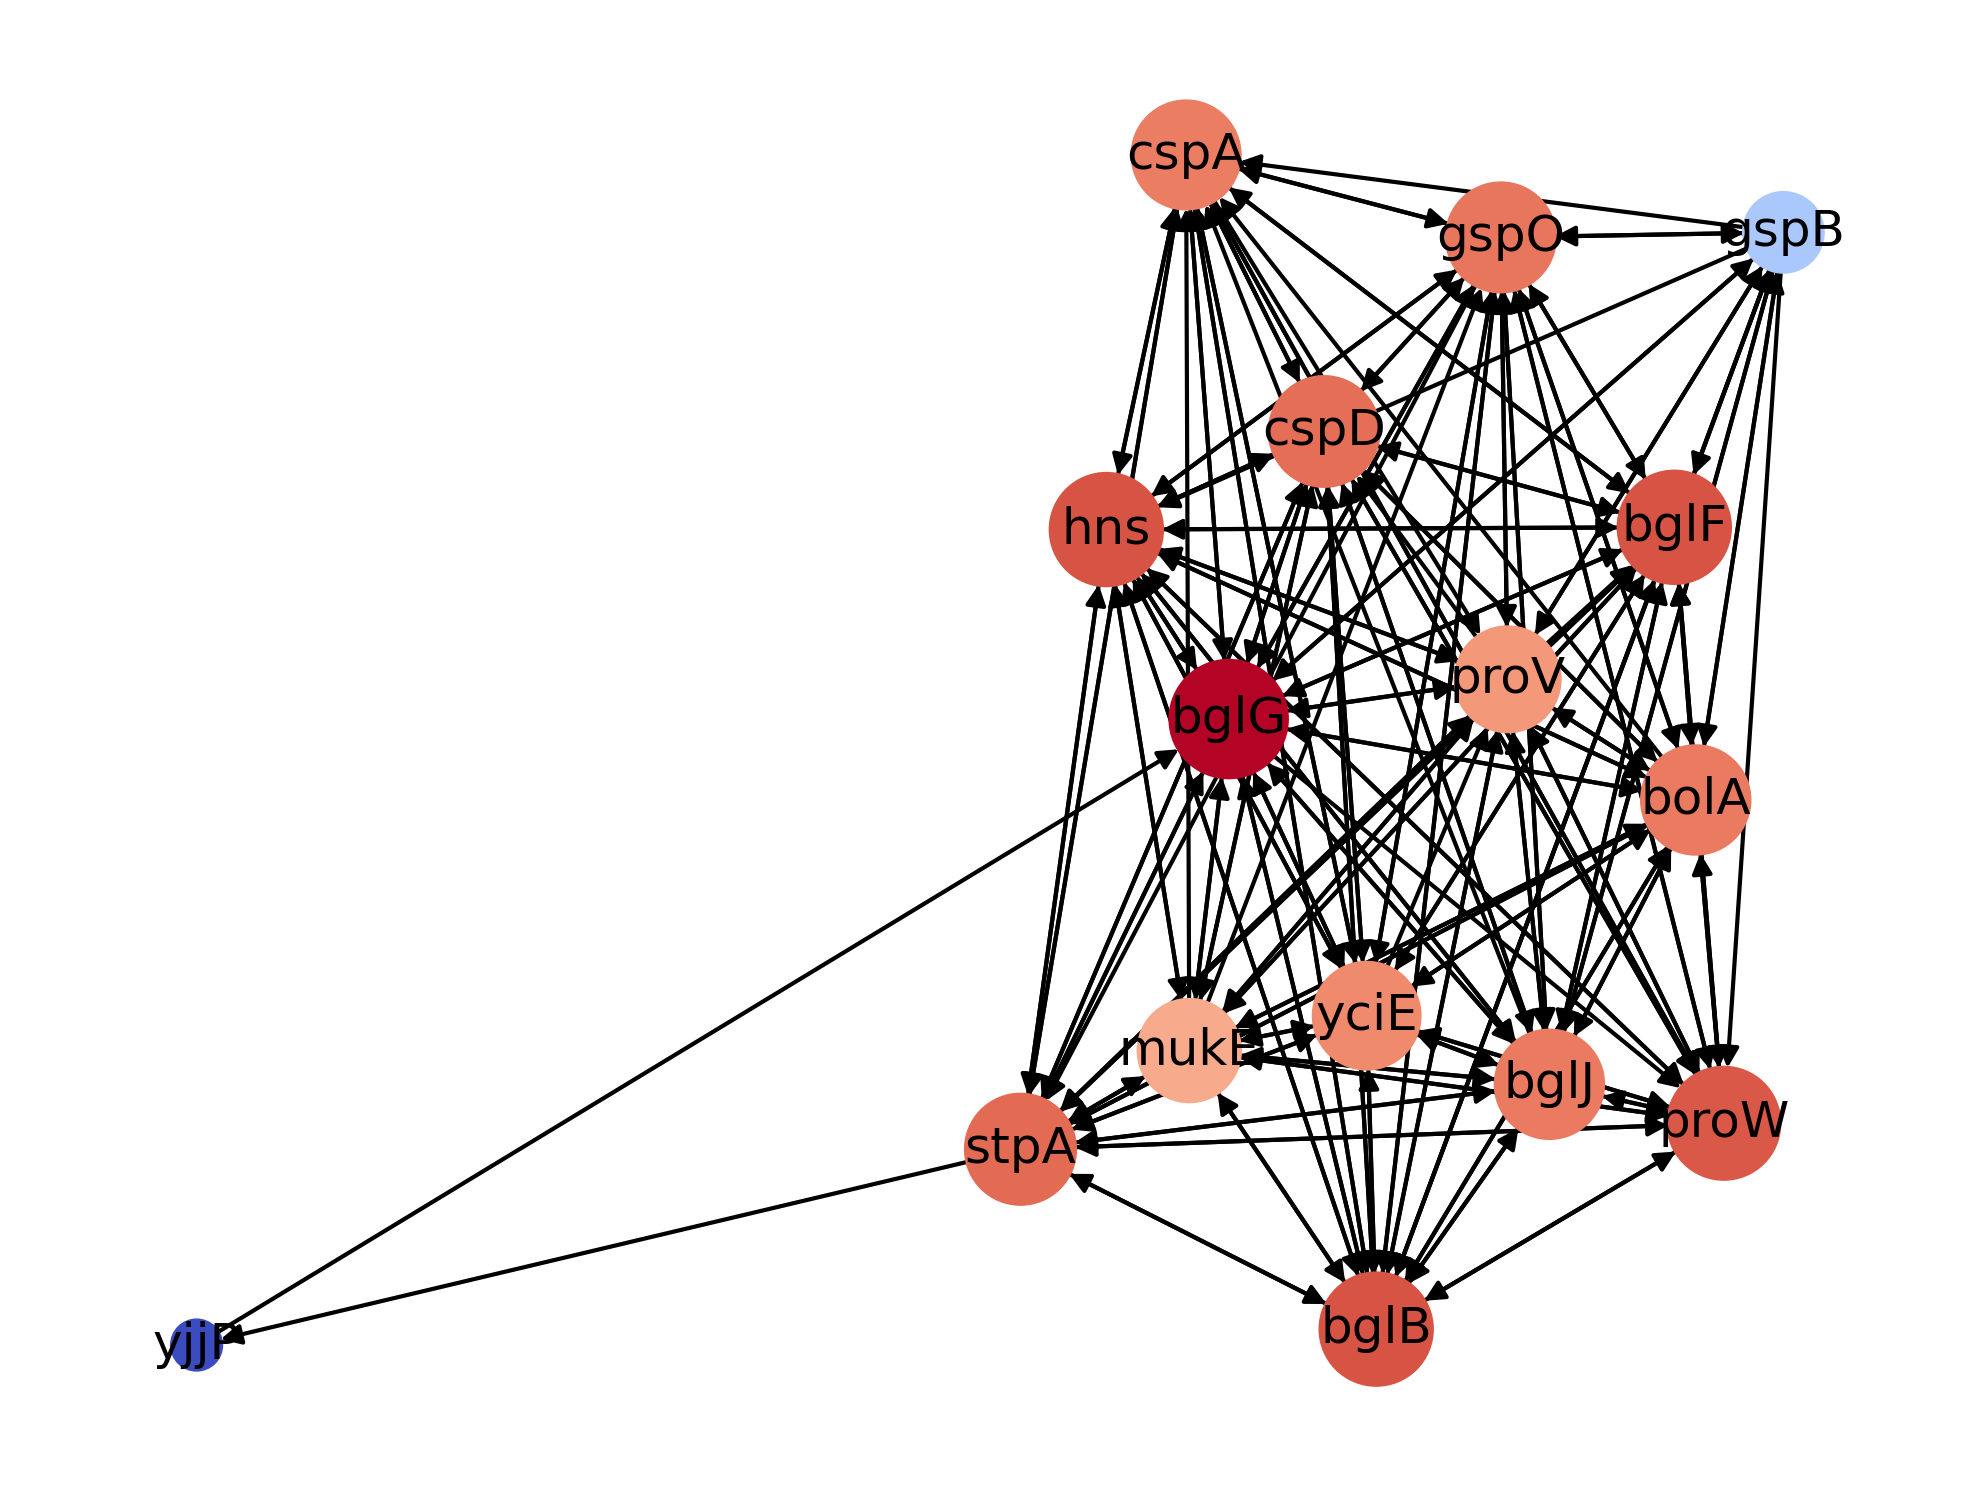 cspA
gspO
gspB
cspD
hns
bglF
proV
bglG
bolA
yciE
mukE
bglJ
proW
stpA
bglB
yjjP